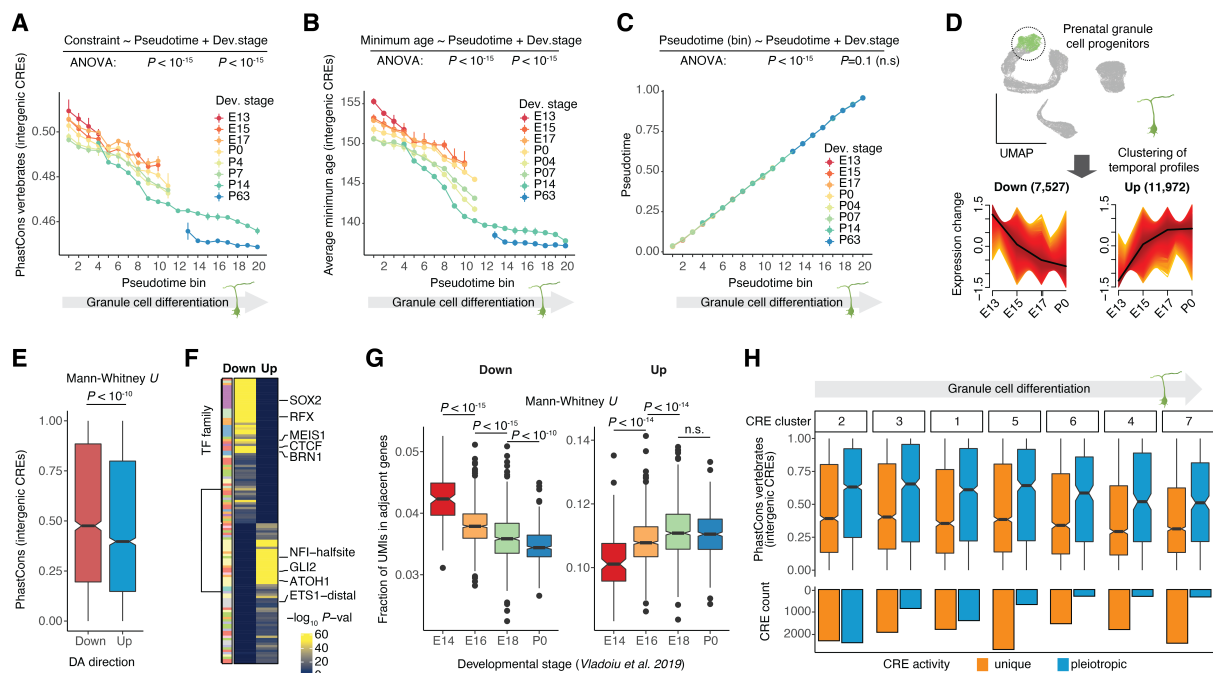 A
Constraint ~ Pseudotime + Dev.stage
ANOVA: P < 10-15 P < 10-15
PhastCons vertebrates (intergenic CREs)
0.50
0.48
0.46
Dev. stage
E13
E15
E17
P0
P4
P7
P14
P63
2 4 6 8 10 12 14 16 18 20
Pseudotime bin
Granule cell differentiation
B
Minimum age ~ Pseudotime + Dev.stage
ANOVA: P < 10-15 P < 10-15
Average minimum age (intergenic CREs)
155
150
145
140
Dev. stage
E13
E15
E17
P0
P04
P07
P14
P63
2 4 6 8 10 12 14 16 18 20
Pseudotime bin
Granule cell differentiation
C
Pseudotime (bin) ~ Pseudotime + Dev.stage
ANOVA: P < 10-15 P=0.1 (n.s)
Pseudotime
1.00
0.75
0.50
0.25
0.00
Dev. stage
E13
E15
E17
P0
P04
P07
P14
P63
2 4 6 8 10 12 14 16 18 20
Pseudotime bin
Granule cell differentiation
D
Prenatal granule
cell progenitors
UMAP
Clustering of
temporal profiles
Down (7,527)
Up (11,972)
Expression change
1.5
0
−1.5
E13 E15 E17 P0
1.5
0
−1.5
E13 E15 E17 P0
E
Mann-Whitney U
P < 10-10
PhastCons (intergenic CREs)
1.00
0.75
0.50
0.25
0.00
Down Up
DA direction
F
Down Up
TF family
SOX2
RFX
MEIS1
CTCF
BRN1
NFI−halfsite
GLI2
ATOH1
ETS1−distal
−log10 P−val
60
40
20
0
G
Down
Up
Mann-Whitney U
P < 10-15
P < 10-15
P < 10-10
P < 10-14
P < 10-14
n.s.
Fraction of UMIs in adjacent genes
0.05
0.04
0.03
0.14
0.12
0.10
E14 E16 E18 P0
E14 E16 E18 P0
Developmental stage (Vladoiu et al. 2019)
H
Granule cell differentiation
CRE cluster
2 3 1 5 6 4 7
PhastCons vertebrates
(intergenic CREs)
1.00
0.75
0.50
0.25
0.00
CRE count
0
1000
2000
CRE activity unique pleiotropic